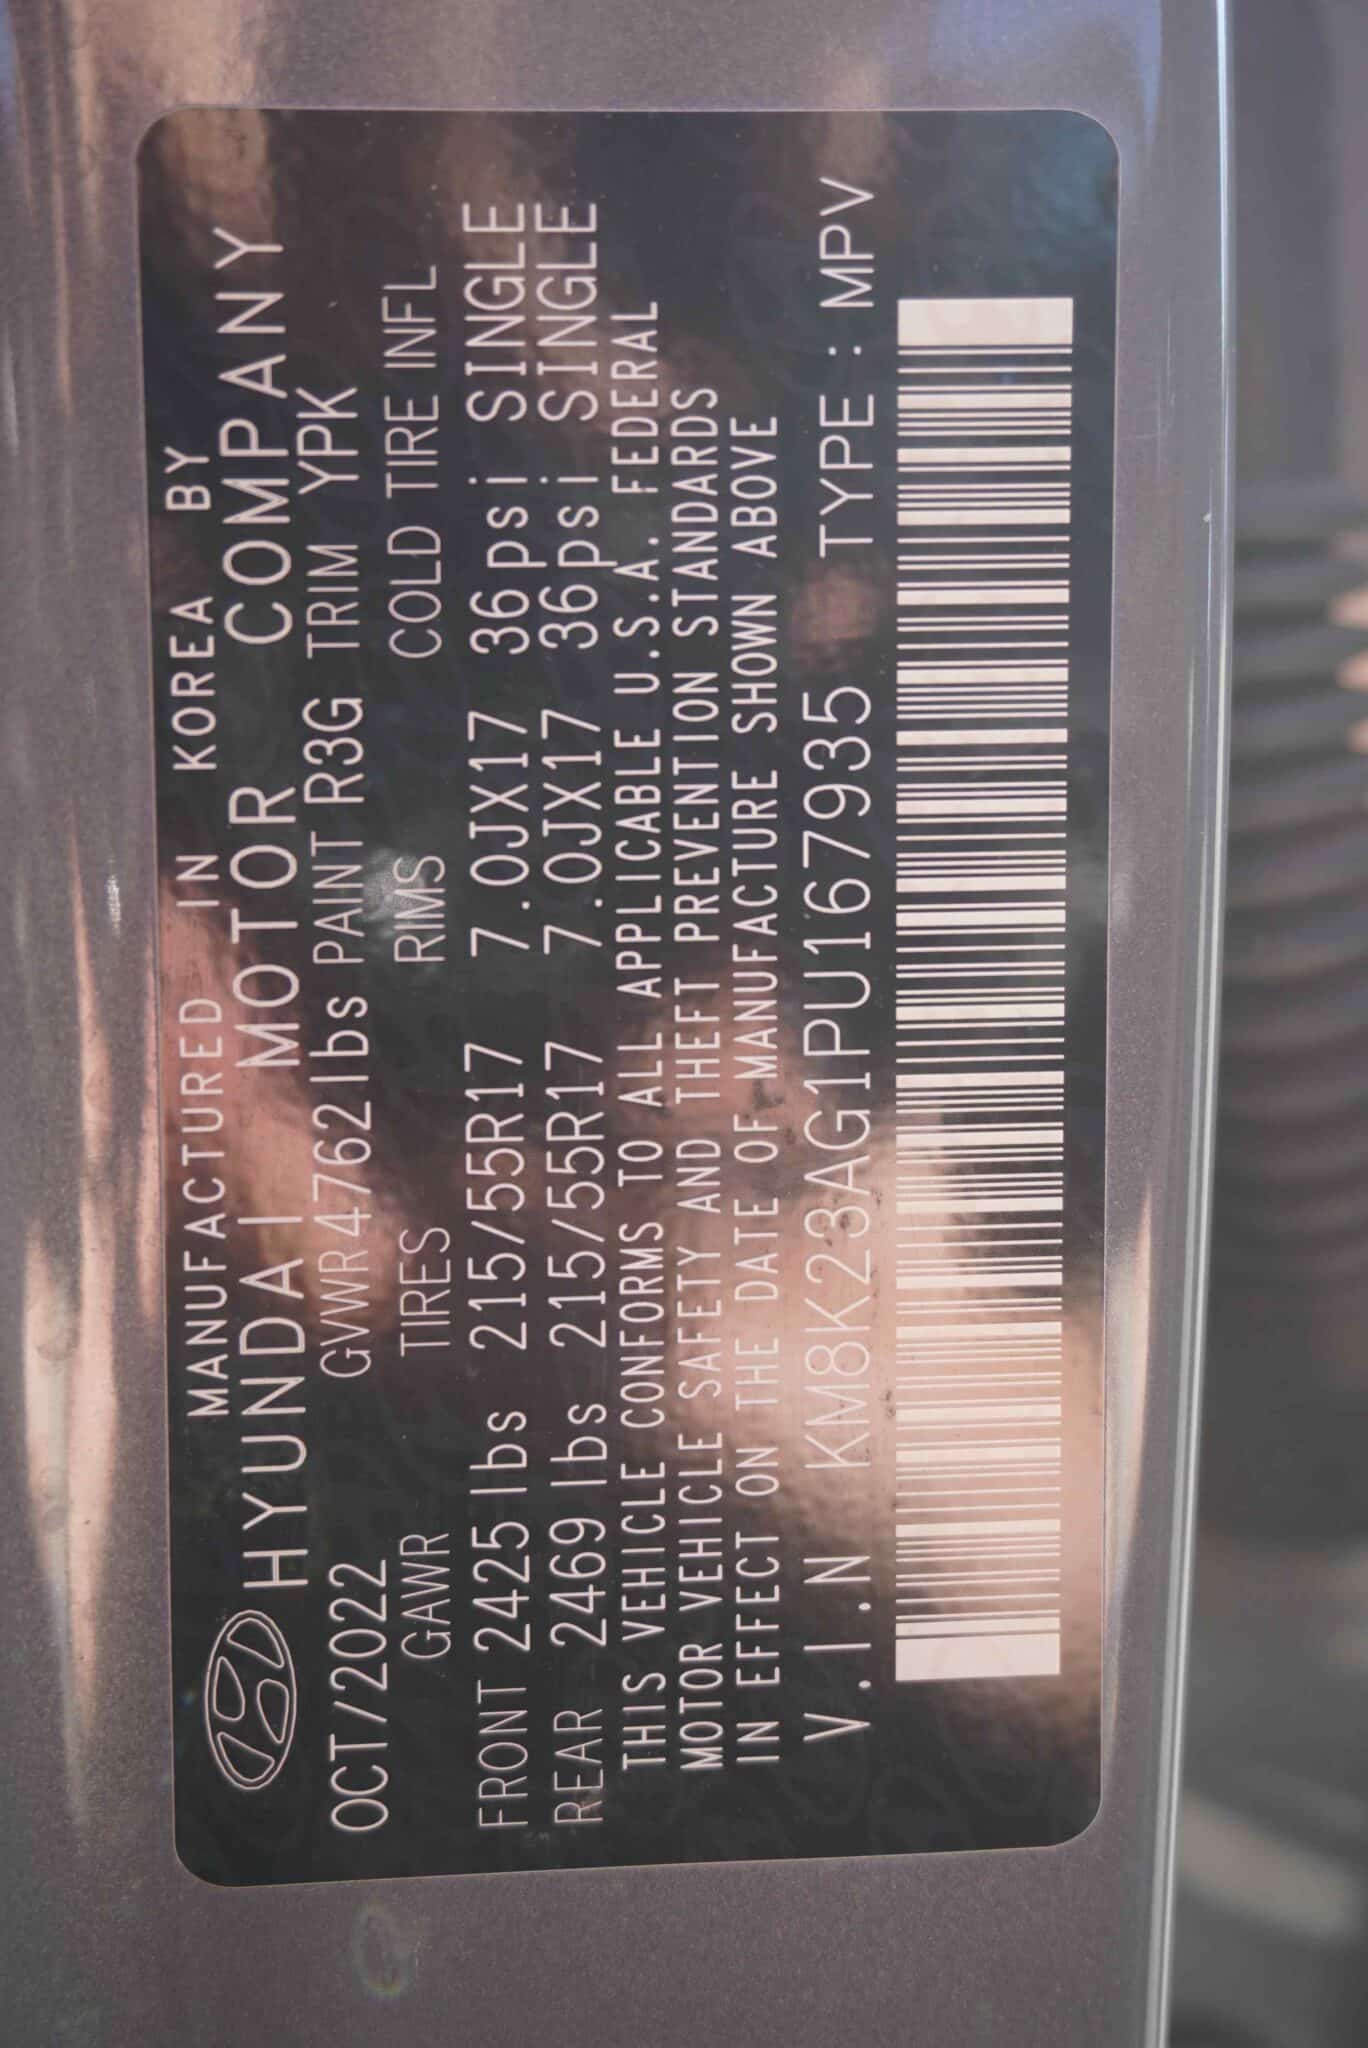 MANUFACTURED IN KOREA BY
HYUNDAI MOTOR COMPANY
OCT/2022 GVWR4762lbs PAINT R3G TRIM YPK
GAWR TIRES RIMS COLD TIRE INFL
FRONT 2425lbs 215/55R17 7.0JX17 36psi SINGLE
REAR 2469lbs 215/55R17 7.0JX17 36psi SINGLE
THIS VEHICLE CONFORMS TO ALL APPLICABLE U.S.A. FEDERAL
MOTOR VEHICLE SAFETY AND THEFT PREVENTION STANDARDS
IN EFFECT ON THE DATE OF MANUFACTURE SHOWN ABOVE
V.I.N KM8K23AG1PU167935 TYPE : MPV